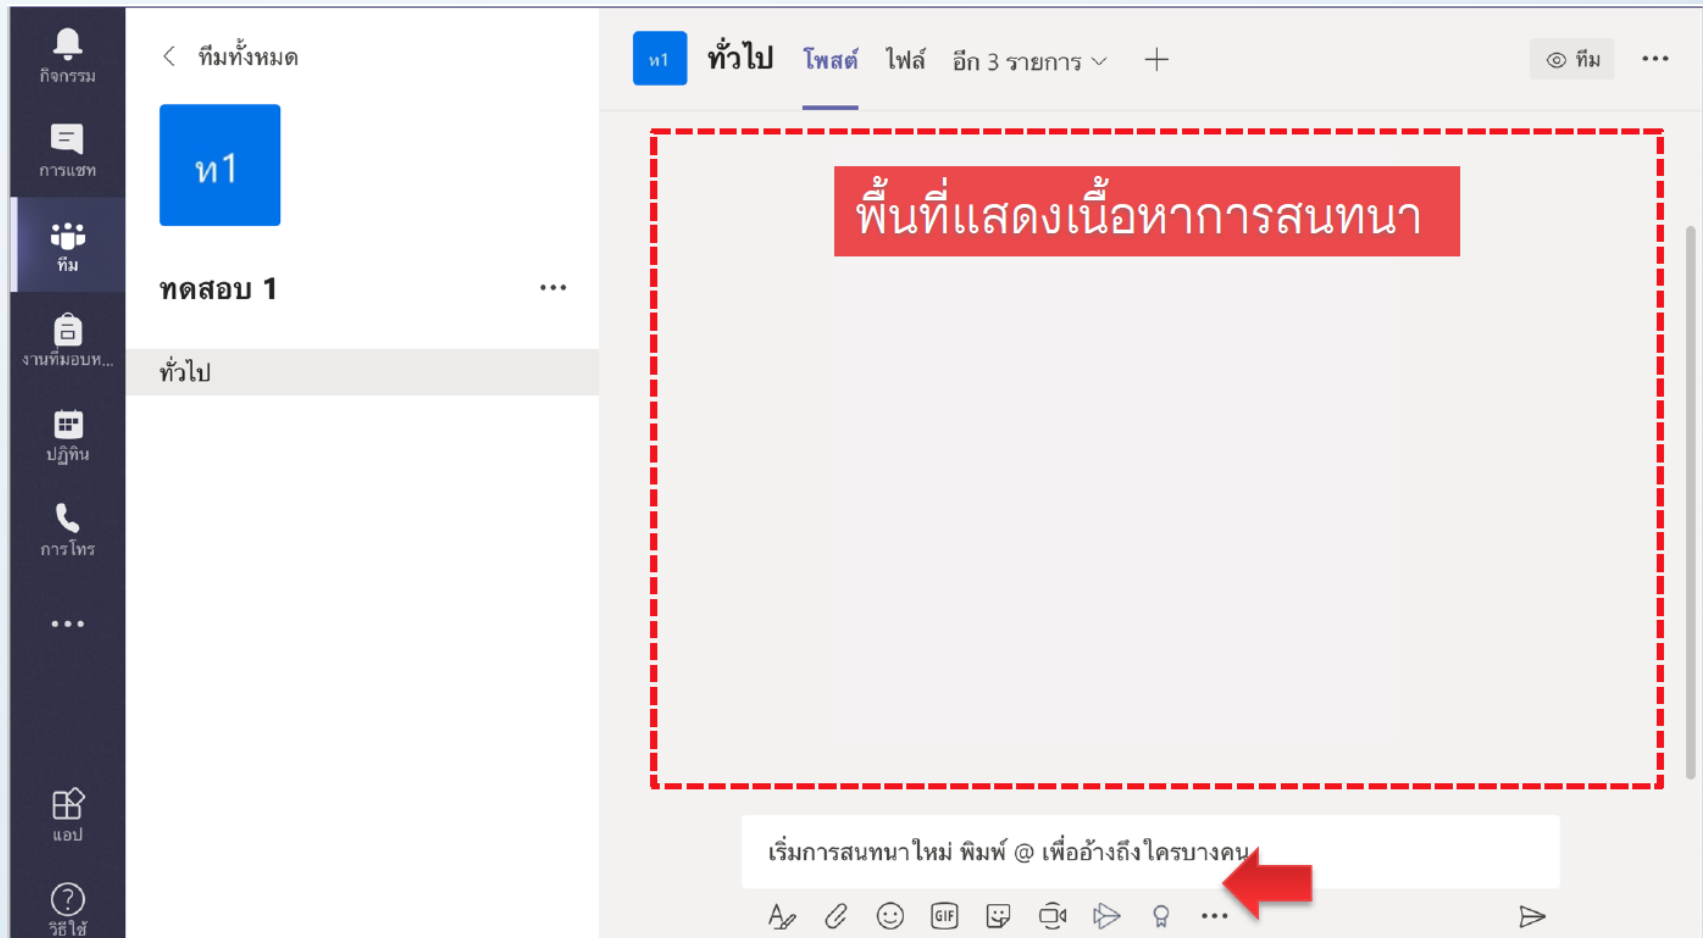 กิจกรรม
การแชท
ทีม
งานที่มอบห...
ปฏิทิน
การโทร
แอป
วิธีใช้
ทีมทั้งหมด
ท1
ทดสอบ 1
ทั่วไป
ท1 ทั่วไป โพสต์ ไฟล์ อีก 3 รายการ
ทีม
พื้นที่แสดงเนื้อหาการสนทนา
เริ่มการสนทนาใหม่ พิมพ์ @ เพื่ออ้างถึงใครบางคน
GIF